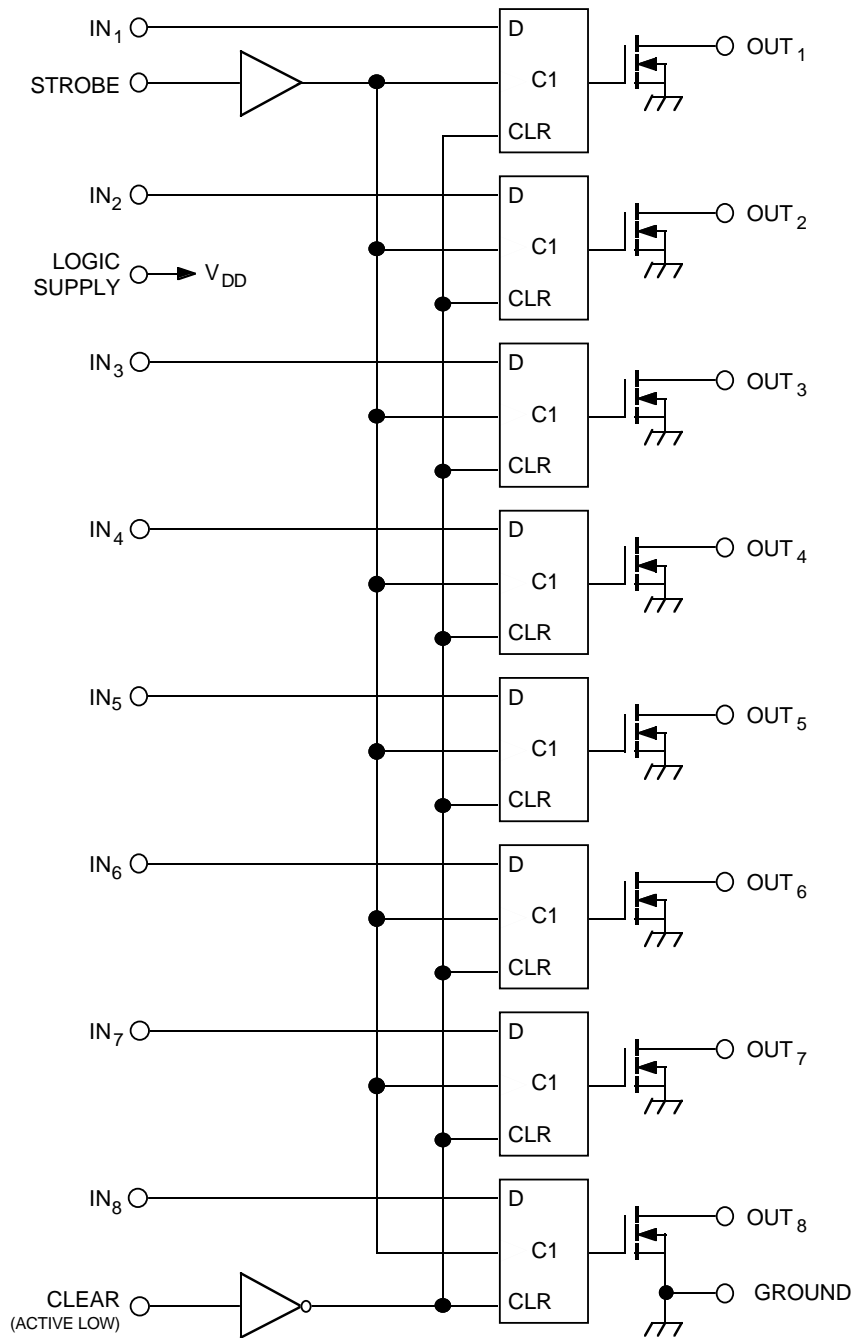 IN1 D OUT1
STROBE C1
CLR
IN2 D OUT2
LOGIC SUPPLY VDD C1
CLR
IN3 D OUT3
C1
CLR
IN4 D OUT4
C1
CLR
IN5 D OUT5
C1
CLR
IN6 D OUT6
C1
CLR
IN7 D OUT7
C1
CLR
IN8 D OUT8
C1
GROUND
CLEAR CLR
(ACTIVE LOW)